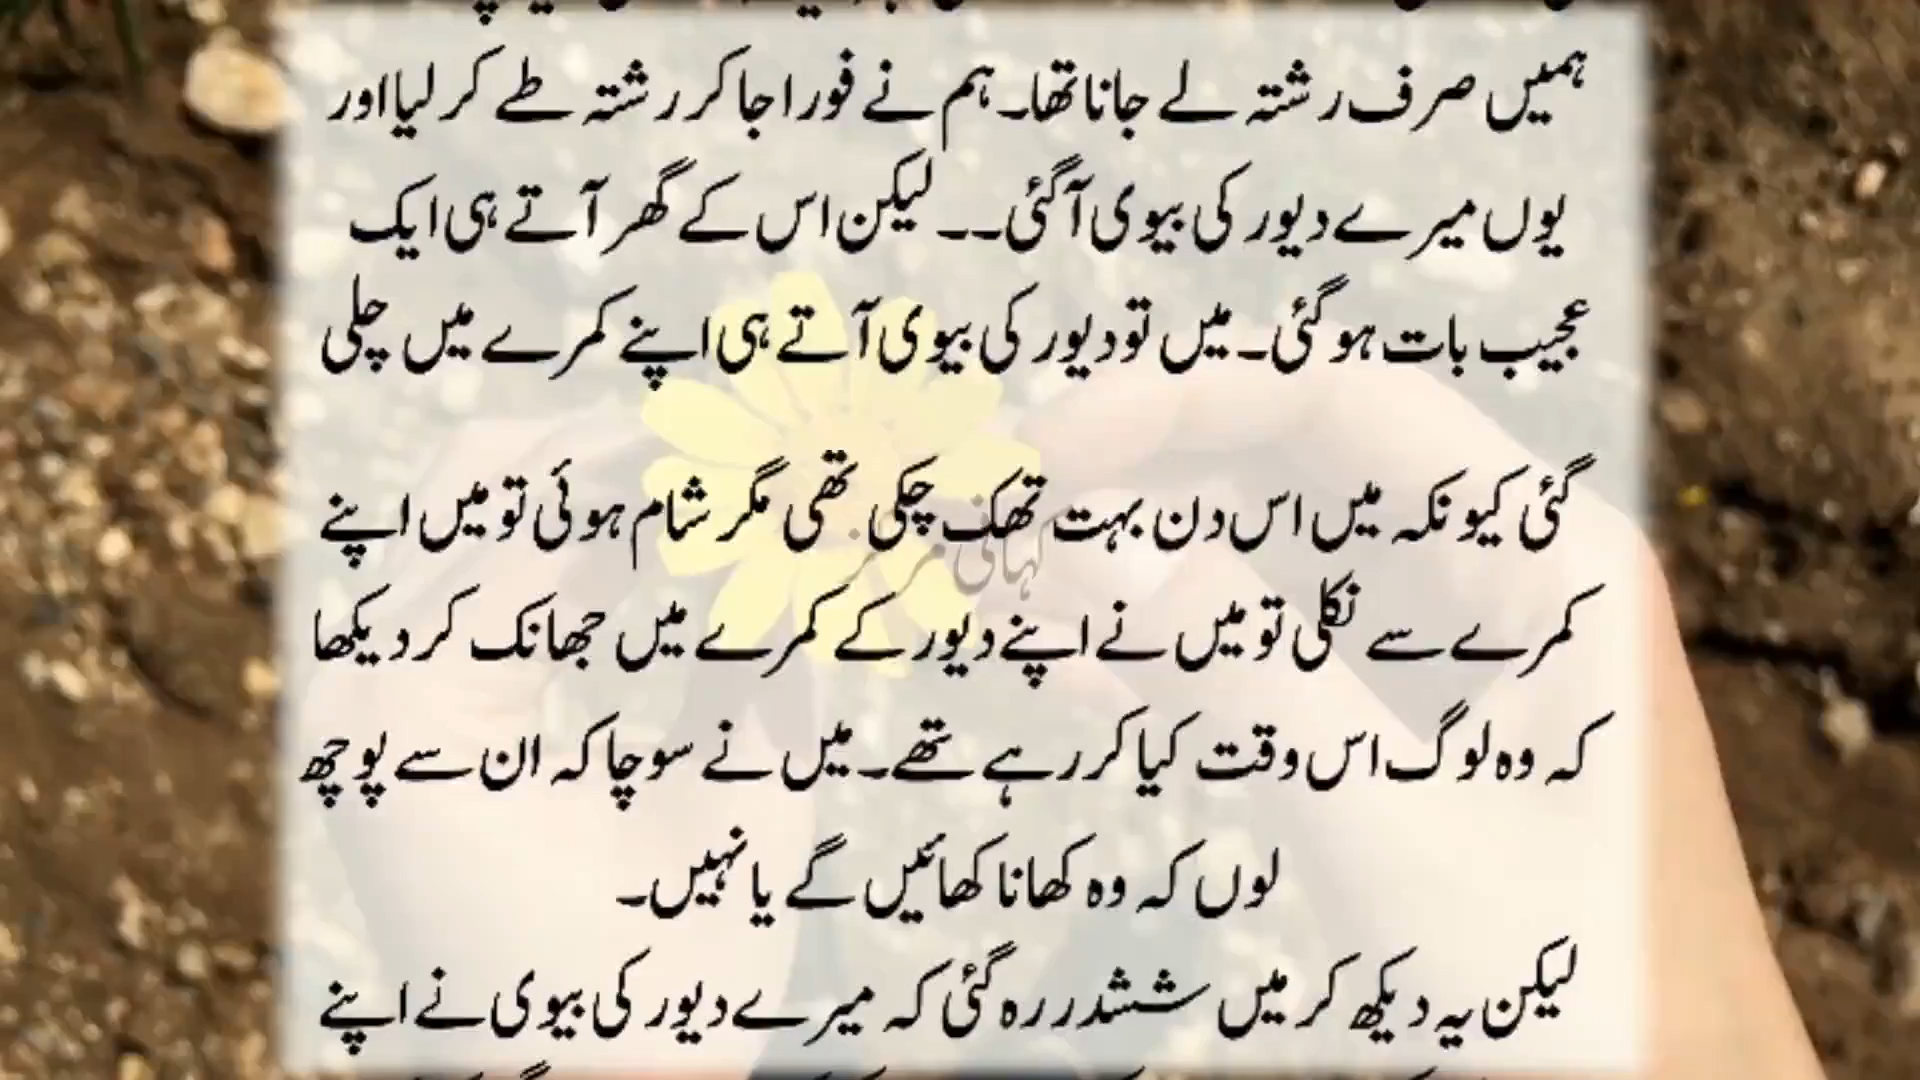 ہمیں صرف رشتہ لے جانا تھا۔ ہم نے فورا جا کر رشتہ طے کر لیا اور
یوں میرے دیور کی بیوی آگئی۔۔ لیکن اس کے گھر آتے ہی ایک
عجیب بات ہو گئی۔ میں تو دیور کی بیوی آتے ہی اپنے کمرے میں چلی
گئی کیونکہ میں اس دن بہت تھک چکی تھی مگر شام ہوئی تو میں اپنے
کہانی مرکز
کمرے سے نکلی تو میں نے اپنے دیور کے کمرے میں جھانک کر دیکھا
کہ وہ لوگ اس وقت کیا کر رہے تھے۔ میں نے سوچا کہ ان سے پوچھ
لوں کہ وہ کھانا کھائیں گے یا نہیں۔
لیکن یہ دیکھ کر میں ششدر رہ گئی کہ میرے دیور کی بیوی نے اپنے